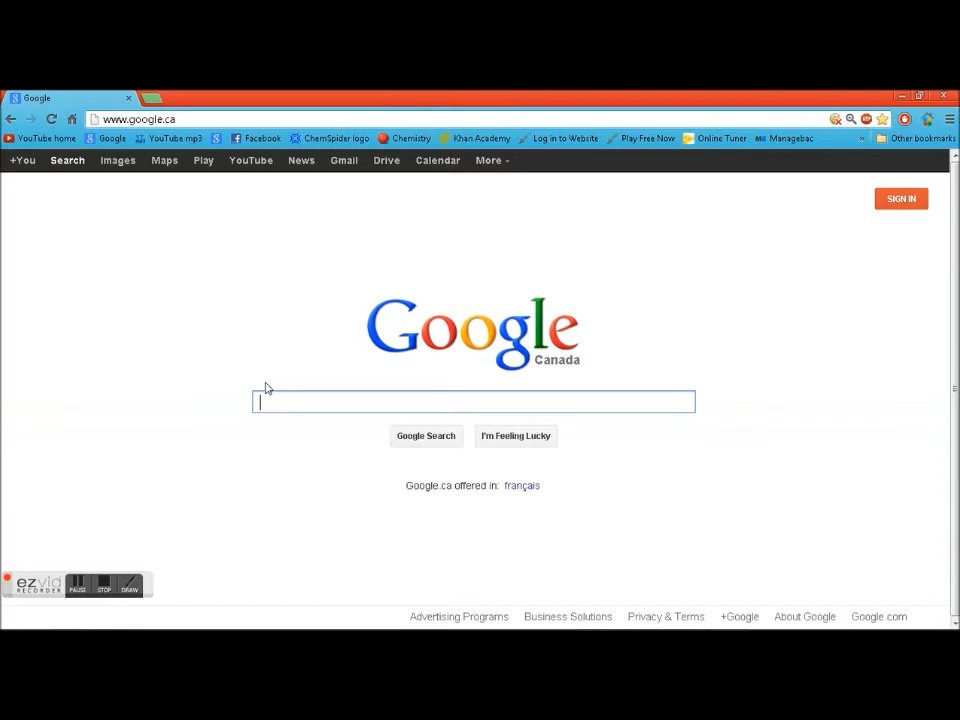 Google
www.google.ca
YouTube home Google YouTube mp3 Facebook ChemSpider logo Chemistry Khan Academy Log in to Website Play Free Now Online Tuner Managebac » Other bookmarks
+You Search Images Maps Play YouTube News Gmail Drive Calendar More
SIGN IN
Google
Canada
Google Search I'm Feeling Lucky
Google.ca offered in: français
ezvid
RECORDER
PAUSE STOP DRAW
Advertising Programs Business Solutions Privacy & Terms +Google About Google Google.com